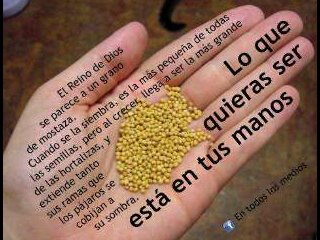 El Reino de Dios
se parece a un grano
de mostaza,
Cuando se la siembra, es la más pequeña de todas
las semillas, pero al crecer, llega a ser la más grande
de las hortalizas, y
extiende tanto
sus ramas que
los pájaros se
cobijan a
su sombra.
Lo que
quieras ser
está en tus manos
En todos los medios